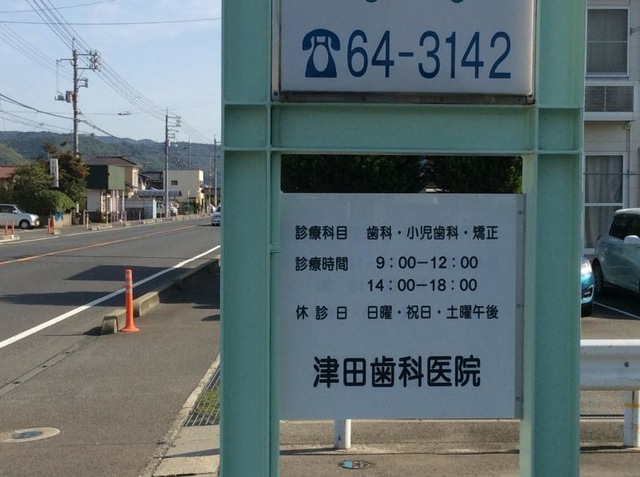 64-3142
診療科目 歯科・小児歯科・矯正
診療時間 9：00－12：00
14：00－18：00
休診日 日曜・祝日・土曜午後
津田歯科医院